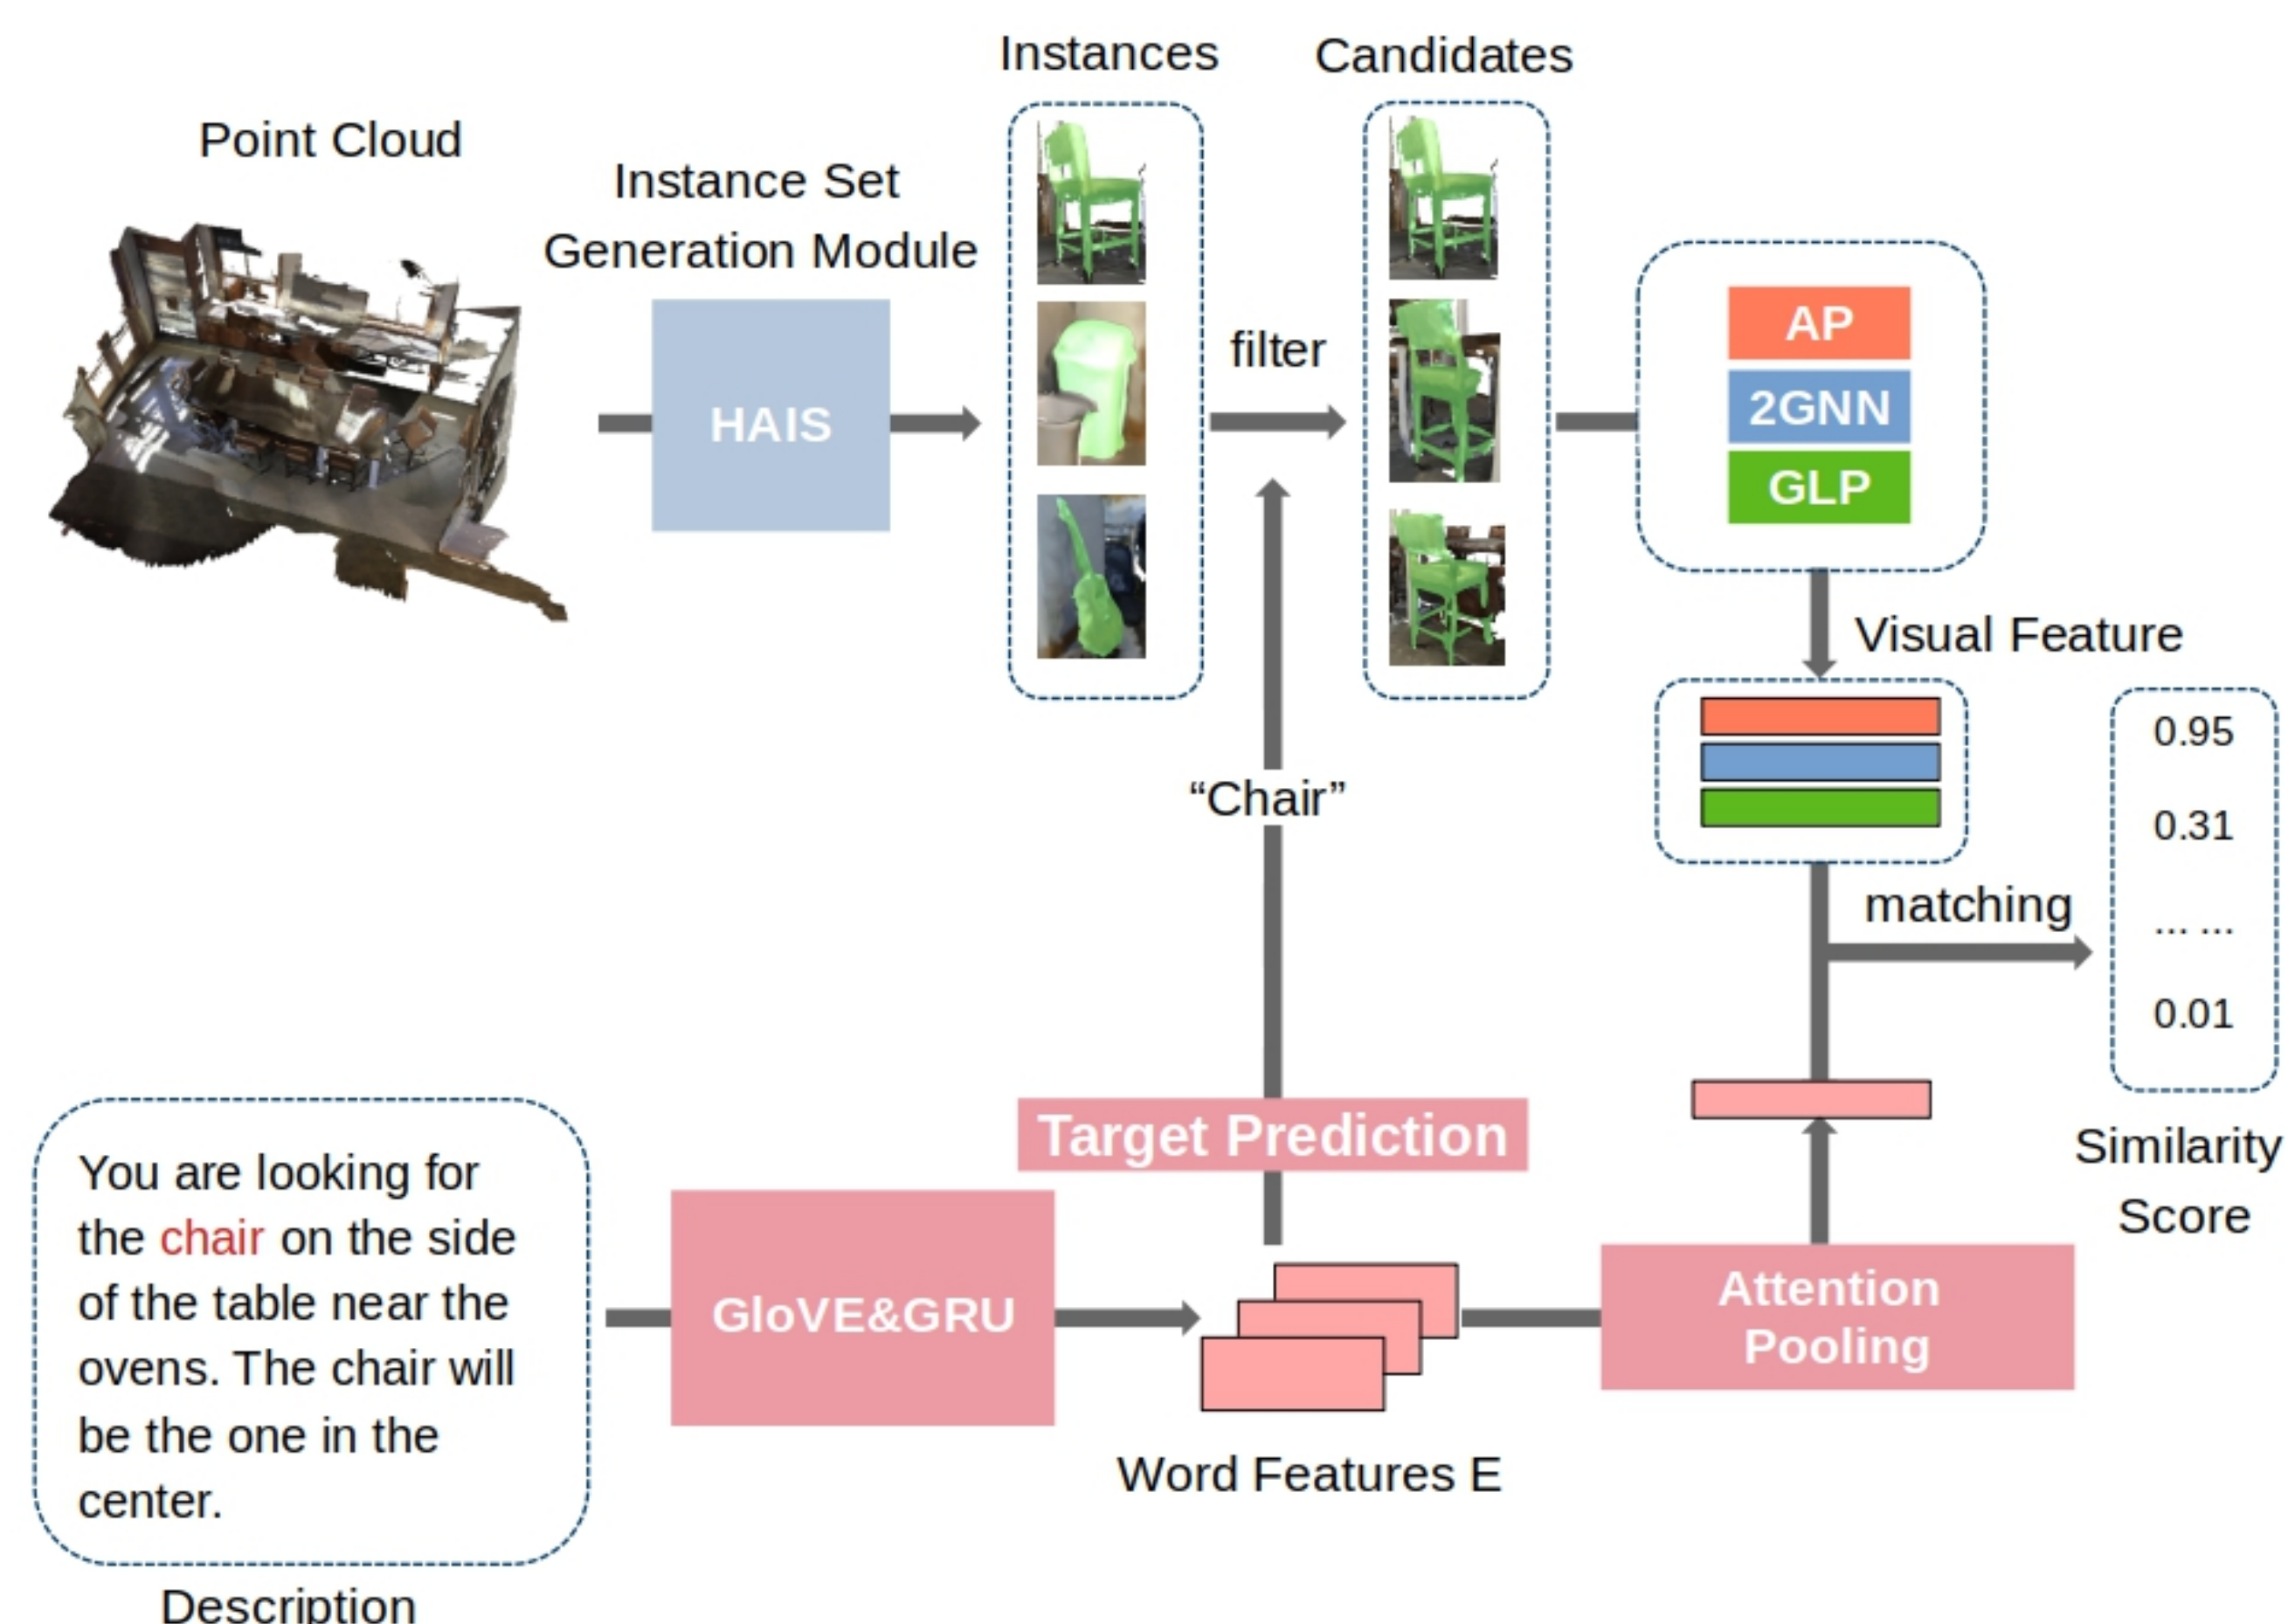 Point Cloud
Instance Set
Generation Module
HAIS
Instances
filter
Candidates
AP
2GNN
GLP
Visual Feature
“Chair”
matching
0.95
0.31
... ...
0.01
Similarity
Score
Target Prediction
You are looking for
the chair on the side
of the table near the
ovens. The chair will
be the one in the
center.
Description
GloVE&GRU
Word Features E
Attention
Pooling